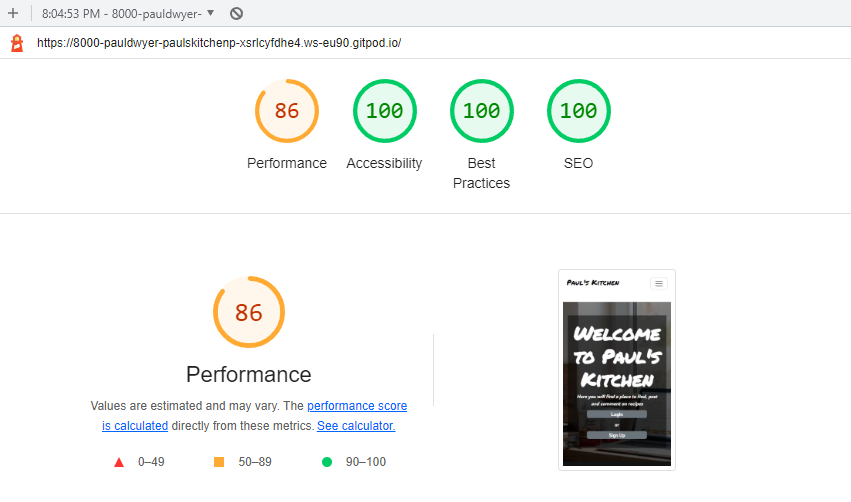 8:04:53 PM - 8000-pauldwyer-
https://8000-pauldwyer-paulskitchenp-xsrlcyfdhe4.ws-eu90.gitpod.io/
86 100 100 100
Performance Accessibility Best Practices SEO
86
Performance
Values are estimated and may vary. The performance score
is calculated directly from these metrics. See calculator.
0–49 50–89 90–100
Paul's Kitchen
Welcome
to Paul's
Kitchen
Here you will find a place to find, post
and comment on recipes
Login
or
Sign Up